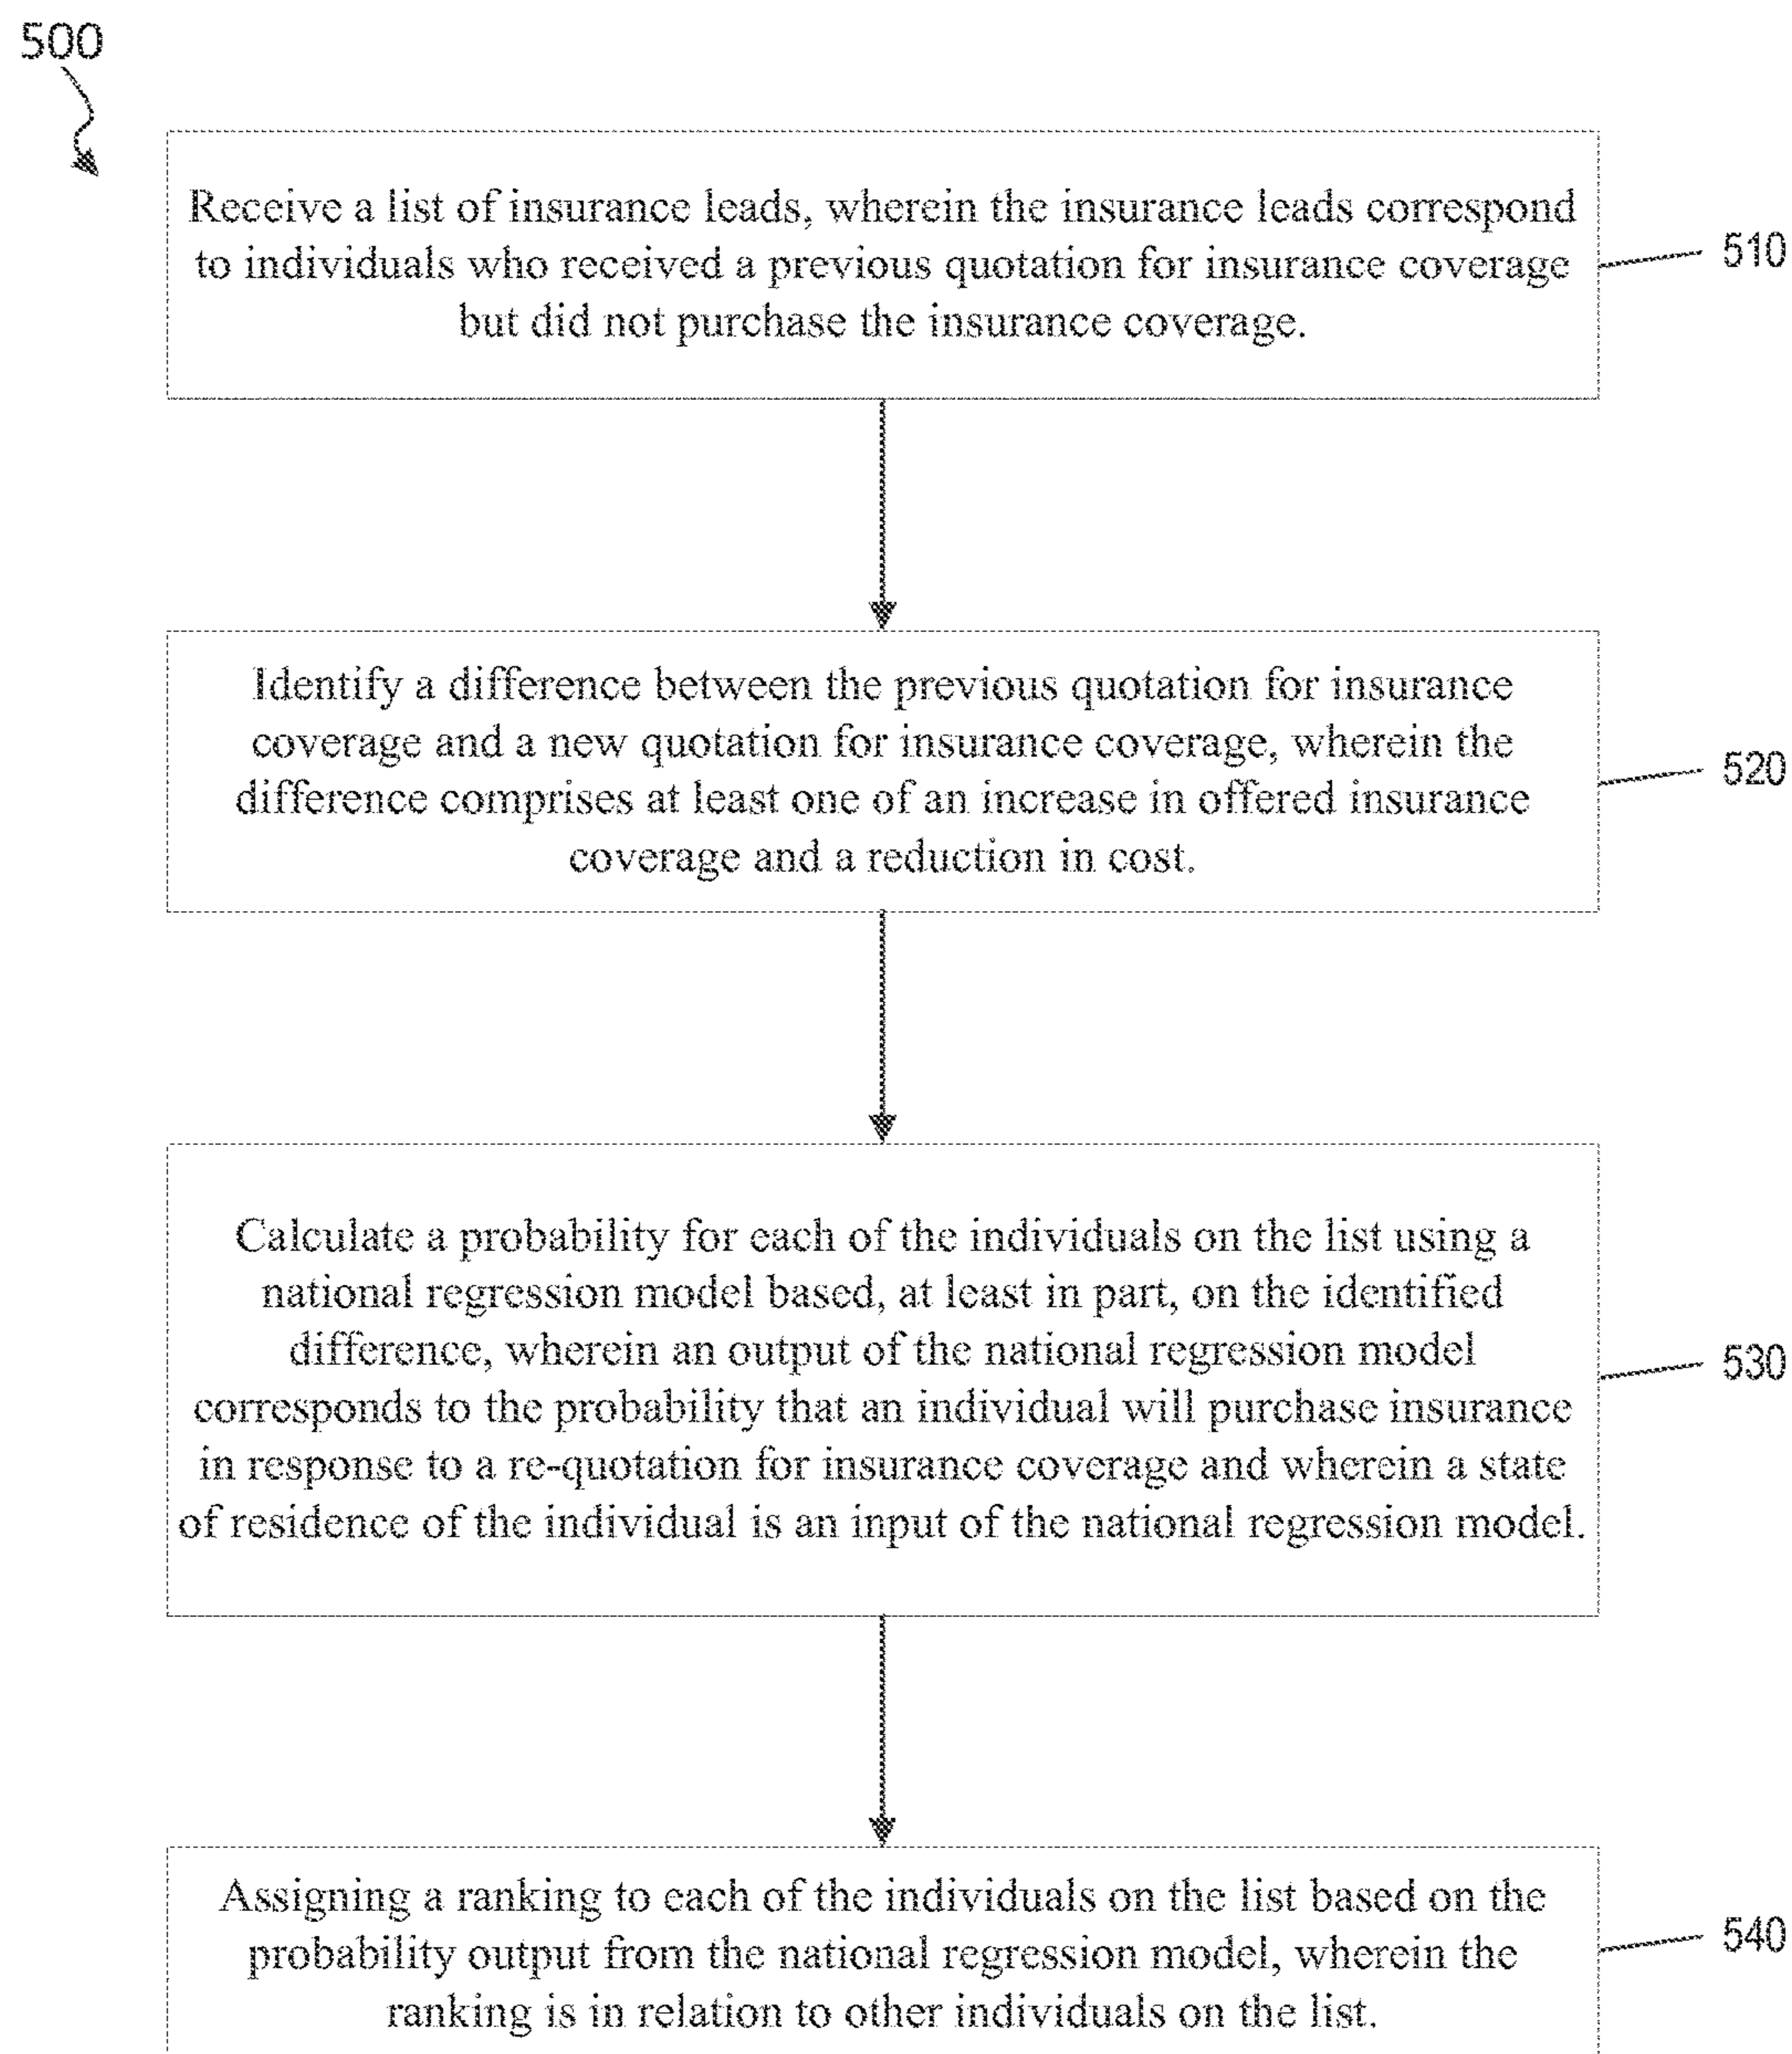 500
Receive a list of insurance leads, wherein the insurance leads correspond
to individuals who received a previous quotation for insurance coverage
but did not purchase the insurance coverage.
510
Identify a difference between the previous quotation for insurance
coverage and a new quotation for insurance coverage, wherein the
difference comprises at least one of an increase in offered insurance
coverage and a reduction in cost.
520
Calculate a probability for each of the individuals on the list using a
national regression model based, at least in part, on the identified
difference, wherein an output of the national regression model
corresponds to the probability that an individual will purchase insurance
in response to a re-quotation for insurance coverage and wherein a state
of residence of the individual is an input of the national regression model.
530
Assigning a ranking to each of the individuals on the list based on the
probability output from the national regression model, wherein the
ranking is in relation to other individuals on the list.
540